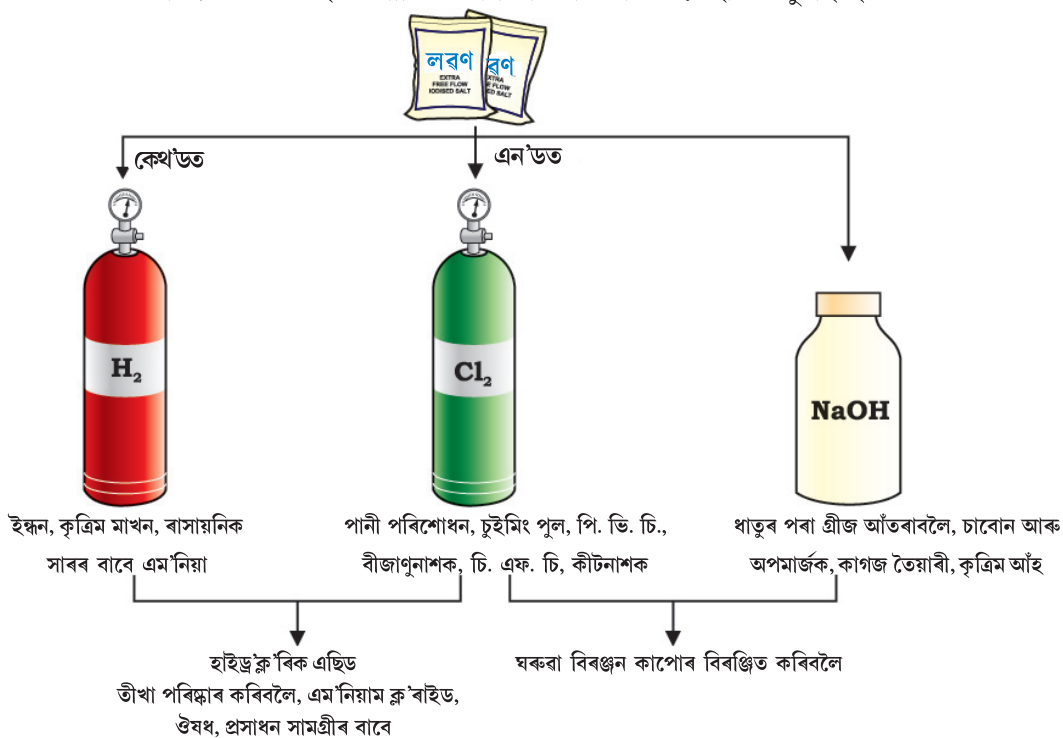 লৱণ
EXTRA
FREE FLOW
IODISED SALT
ৱণ
XTRA
E FLOW
ED SALT
কেথ'ডত
এন'ডত
H₂
Cl₂
NaOH
ইন্ধন, কৃত্ৰিম মাখন, ৰাসায়নিক
সাৰৰ বাবে এম'নিয়া
পানী পৰিশোধন, চুইমিং পুল, পি. ভি. চি.,
বীজাণুনাশক, চি. এফ. চি, কীটনাশক
ধাতুৰ পৰা গ্ৰীজ আঁতৰাবলৈ, চাবোন আৰু
অপমাৰ্জক, কাগজ তৈয়াৰী, কৃত্ৰিম আঁহ
হাইড্ৰ'ক্ল'ৰিক এছিড
তীখা পৰিষ্কাৰ কৰিবলৈ, এম'নিয়াম ক্ল'ৰাইড,
ঔষধ, প্ৰসাধন সামগ্ৰীৰ বাবে
ঘৰুৱা বিৰঞ্জন কাপোৰ বিৰঞ্জিত কৰিবলৈ